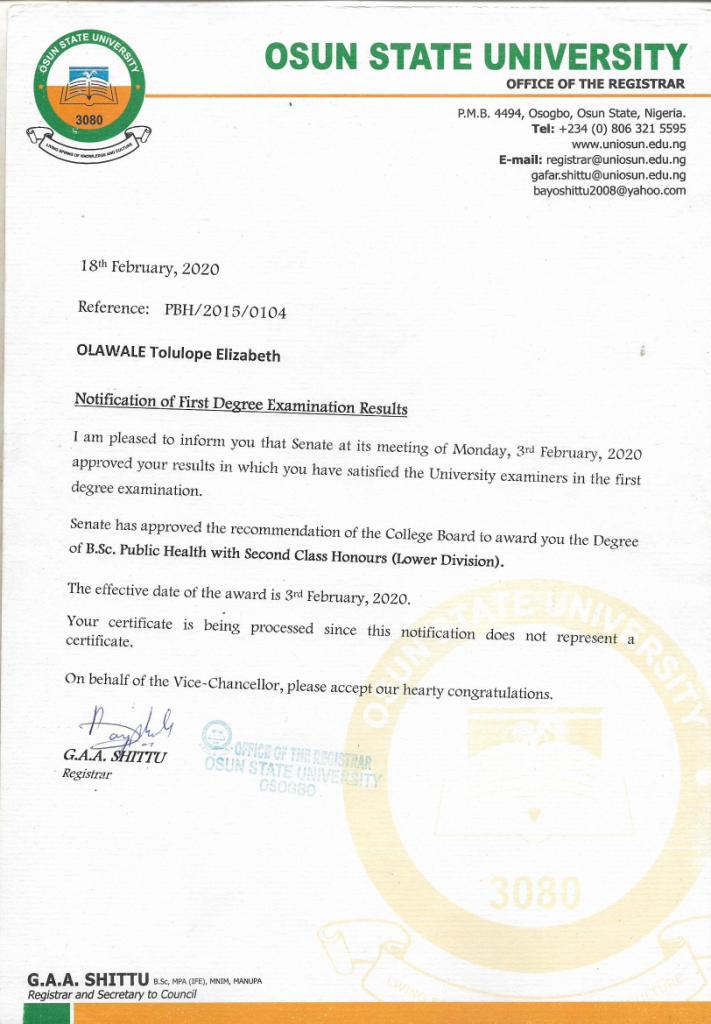 OSUN STATE UNIVERSITY
3080
LIVING SPRING OF KNOWLEDGE AND CULTURE
OSUN STATE UNIVERSITY
OFFICE OF THE REGISTRAR
P.M.B. 4494, Osogbo, Osun State, Nigeria.
Tel: +234 (0) 806 321 5595
www.uniosun.edu.ng
E-mail: registrar@uniosun.edu.ng
gafar.shittu@uniosun.edu.ng
bayoshittu2008@yahoo.com
18th February, 2020
Reference: PBH/2015/0104
OLAWALE Tolulope Elizabeth
Notification of First Degree Examination Results
I am pleased to inform you that Senate at its meeting of Monday, 3rd February, 2020
approved your results in which you have satisfied the University examiners in the first
degree examination.
Senate has approved the recommendation of the College Board to award you the Degree
of B.Sc. Public Health with Second Class Honours (Lower Division).
The effective date of the award is 3rd February, 2020.
Your certificate is being processed since this notification does not represent a
certificate.
On behalf of the Vice-Chancellor, please accept our hearty congratulations.
G.A.A. SHITTU
Registrar
OFFICE OF THE REGISTRAR
OSUN STATE UNIVERSITY
OSOGBO
OSUN STATE UNIVERSITY
3080
G.A.A. SHITTU B.Sc, MPA (IFE), MNIM, MANUPA
Registrar and Secretary to Council